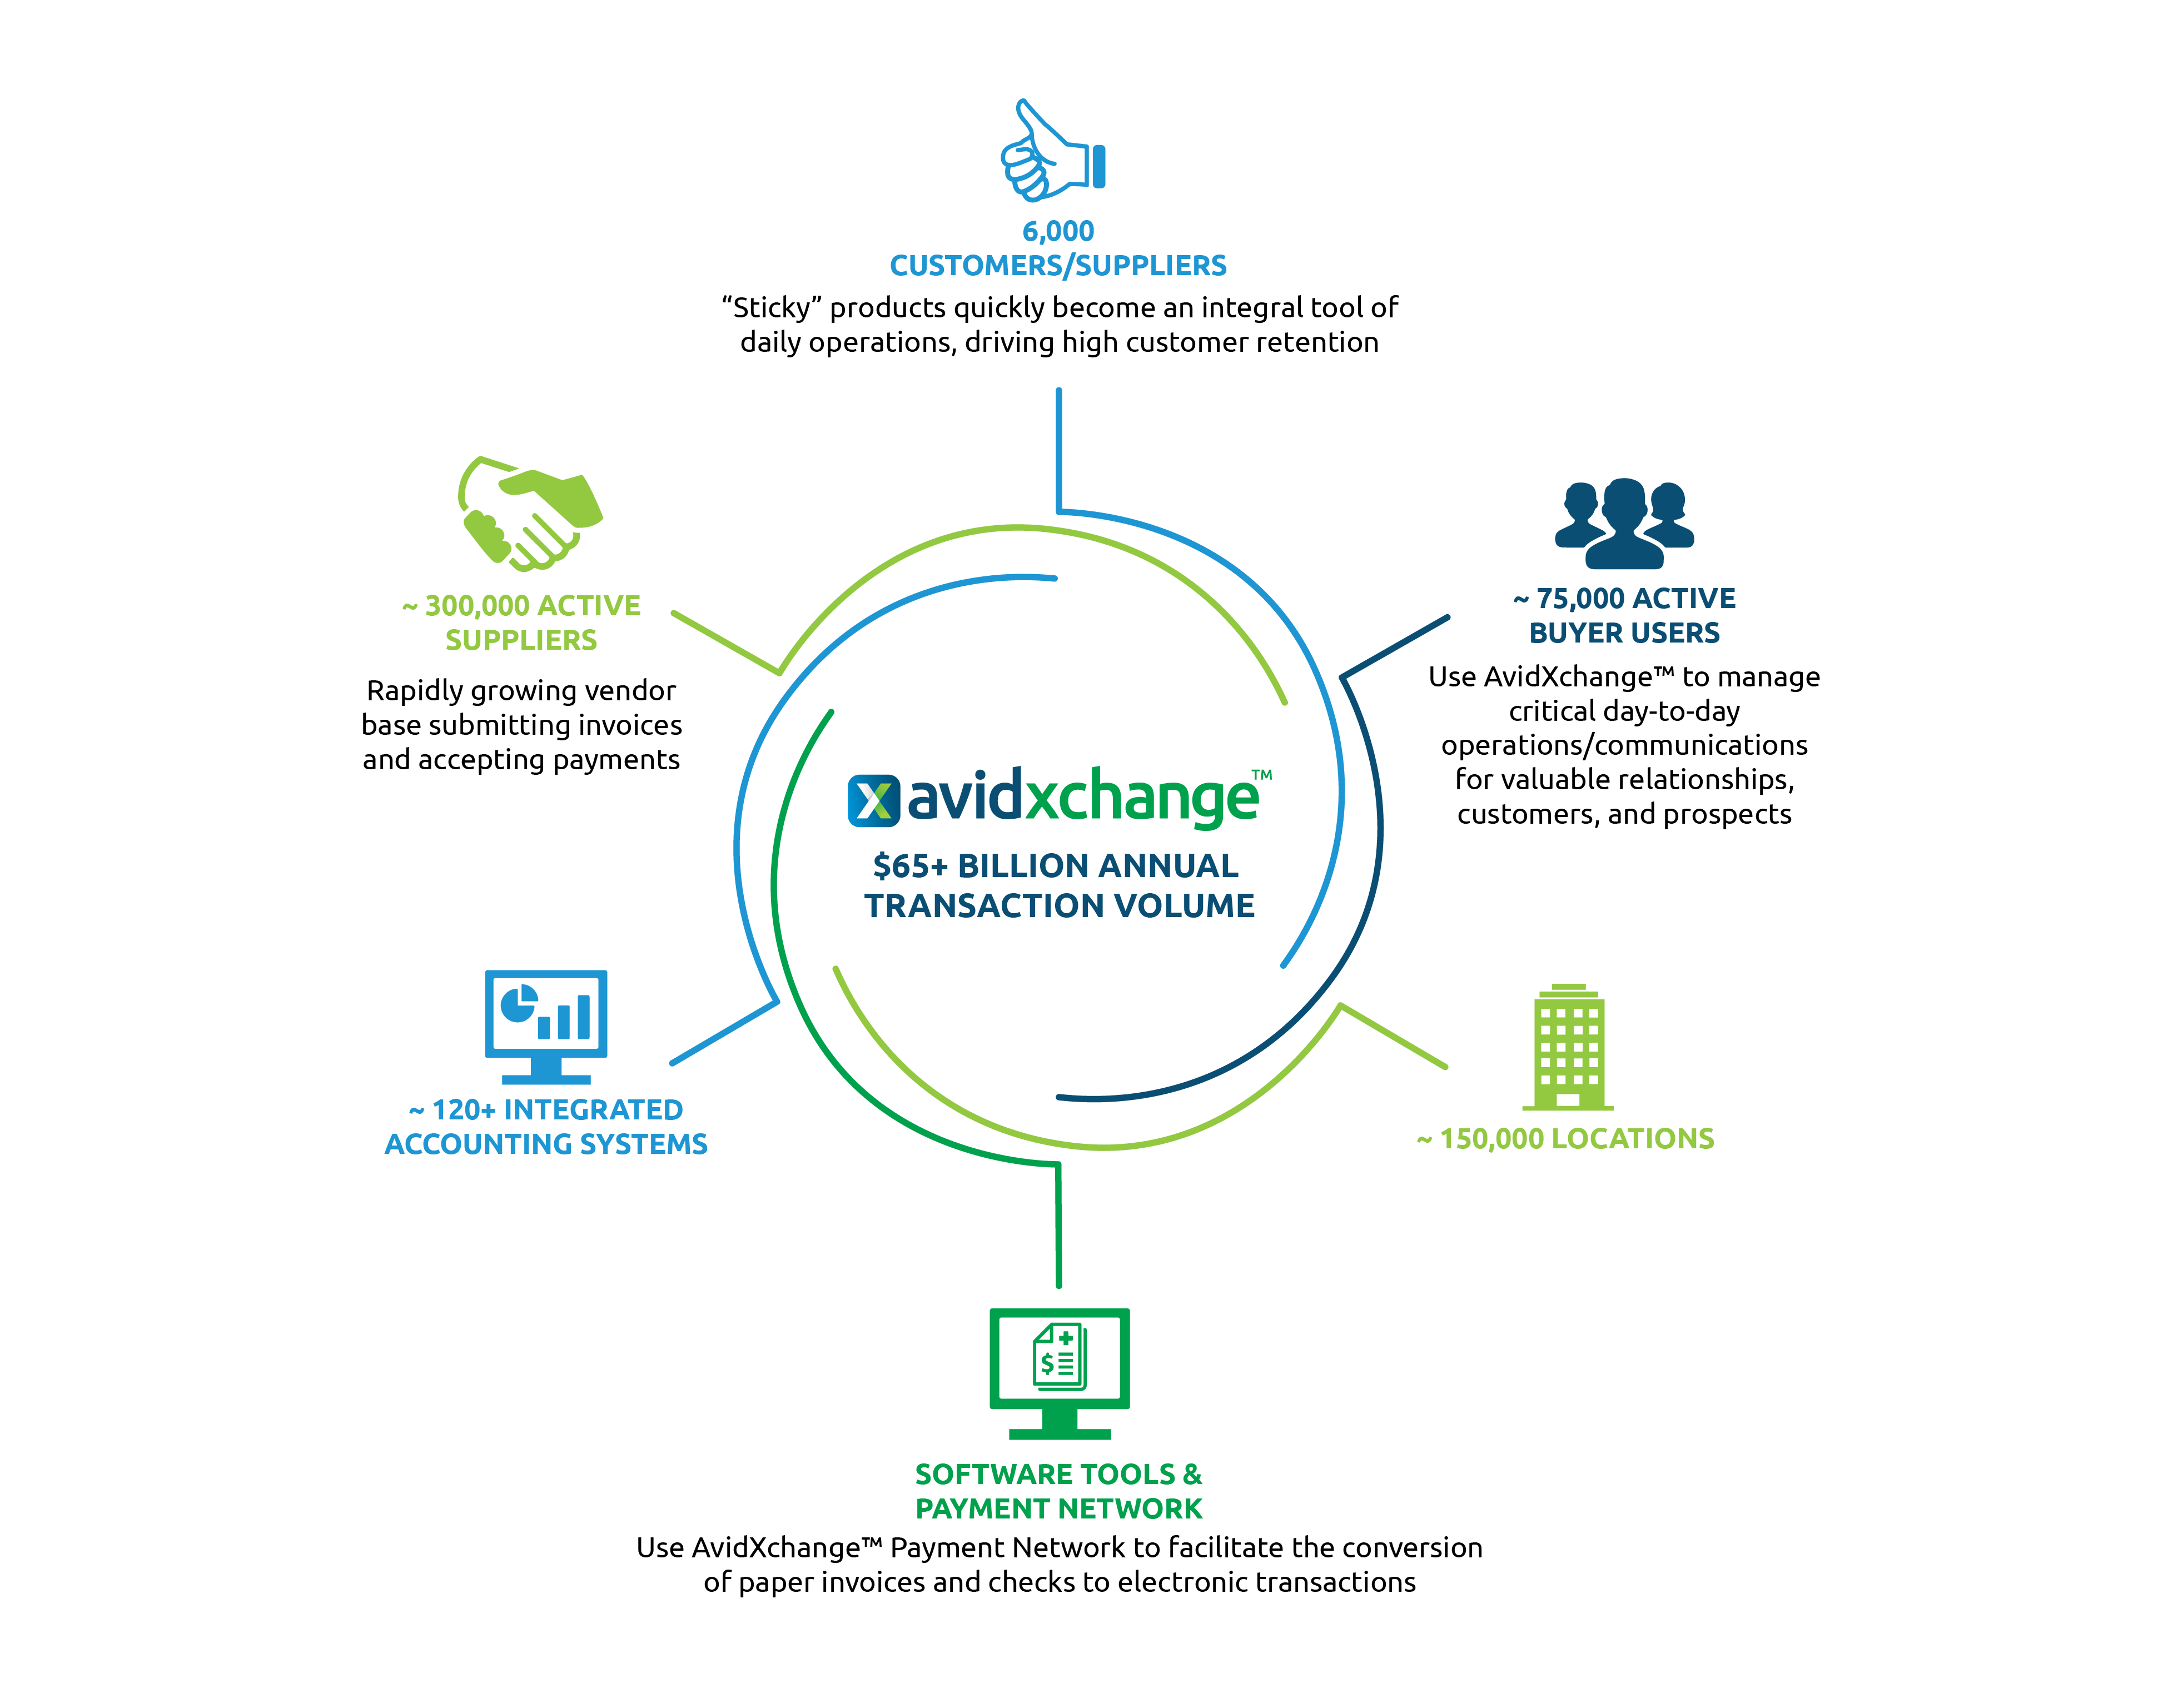 6,000
CUSTOMERS/SUPPLIERS
“Sticky” products quickly become an integral tool of
daily operations, driving high customer retention
~ 300,000 ACTIVE
SUPPLIERS
Rapidly growing vendor
base submitting invoices
and accepting payments
~ 75,000 ACTIVE
BUYER USERS
Use AvidXchange™ to manage
critical day-to-day
operations/communications
for valuable relationships,
customers, and prospects
x avidxchange™
$65+ BILLION ANNUAL
TRANSACTION VOLUME
~ 120+ INTEGRATED
ACCOUNTING SYSTEMS
~ 150,000 LOCATIONS
$
SOFTWARE TOOLS &
PAYMENT NETWORK
Use AvidXchange™ Payment Network to facilitate the conversion
of paper invoices and checks to electronic transactions